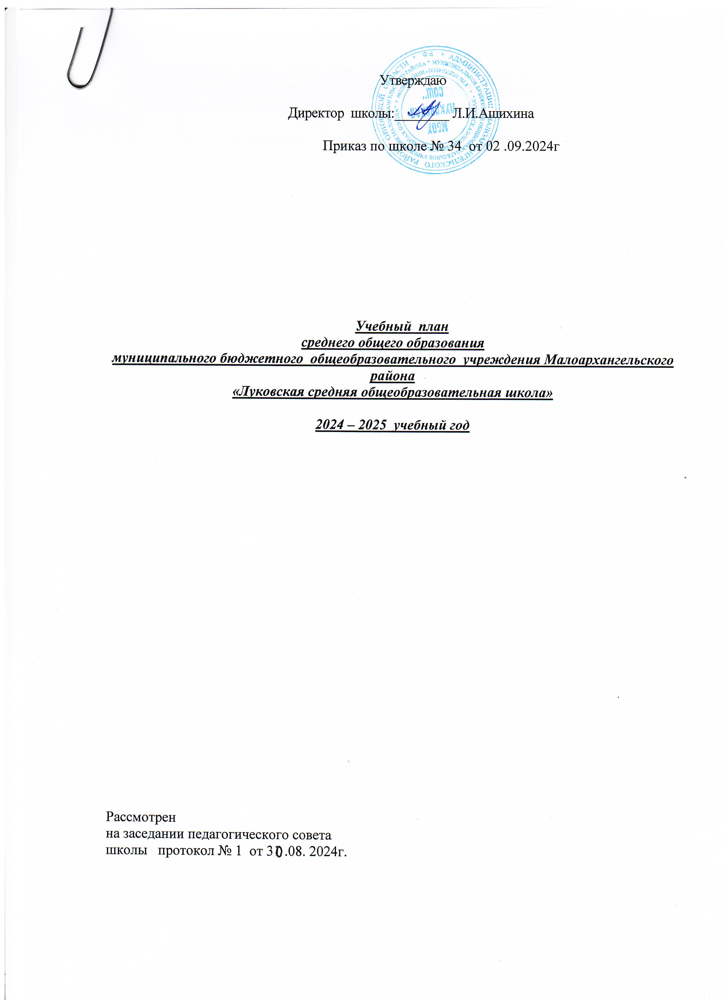 Утверждаю
Директор школы:_________ Л.И.Ашихина
Приказ по школе № 34 от 02 .09.2024г
Учебный план
среднего общего образования
муниципального бюджетного общеобразовательного учреждения Малоархангельского
района
«Луковская средняя общеобразовательная школа»
2024 – 2025 учебный год
Рассмотрен
на заседании педагогического совета
школы протокол № 1 от 30.08. 2024г.